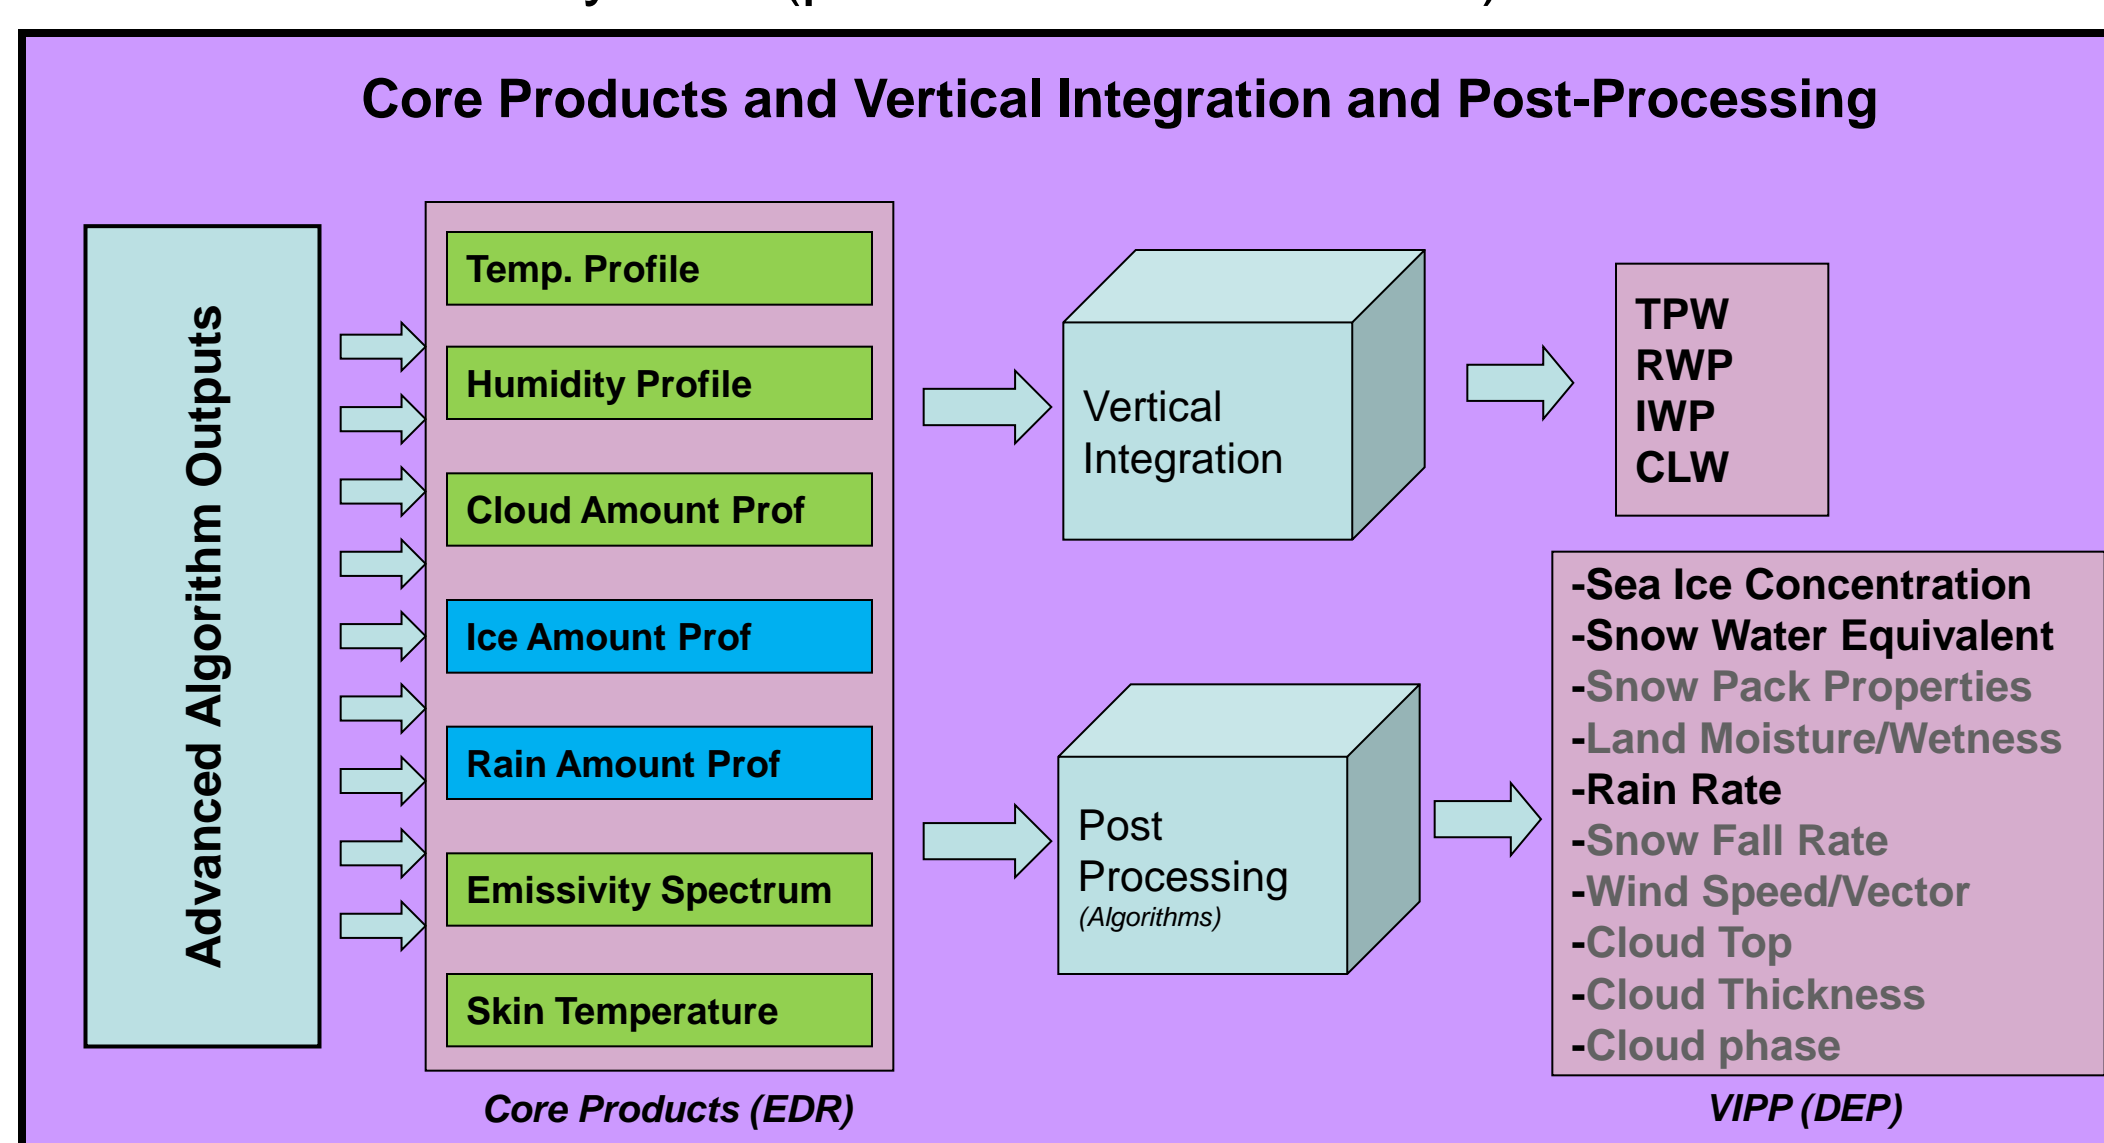 Core Products and Vertical Integration and Post-Processing
Advanced Algorithm Outputs
Temp. Profile
Humidity Profile
Cloud Amount Prof
Ice Amount Prof
Rain Amount Prof
Emissivity Spectrum
Skin Temperature
Core Products (EDR)
Vertical
Integration
TPW
RWP
IWP
CLW
Post
Processing
(Algorithms)
-Sea Ice Concentration
-Snow Water Equivalent
-Snow Pack Properties
-Land Moisture/Wetness
-Rain Rate
-Snow Fall Rate
-Wind Speed/Vector
-Cloud Top
-Cloud Thickness
-Cloud phase
VIPP (DEP)